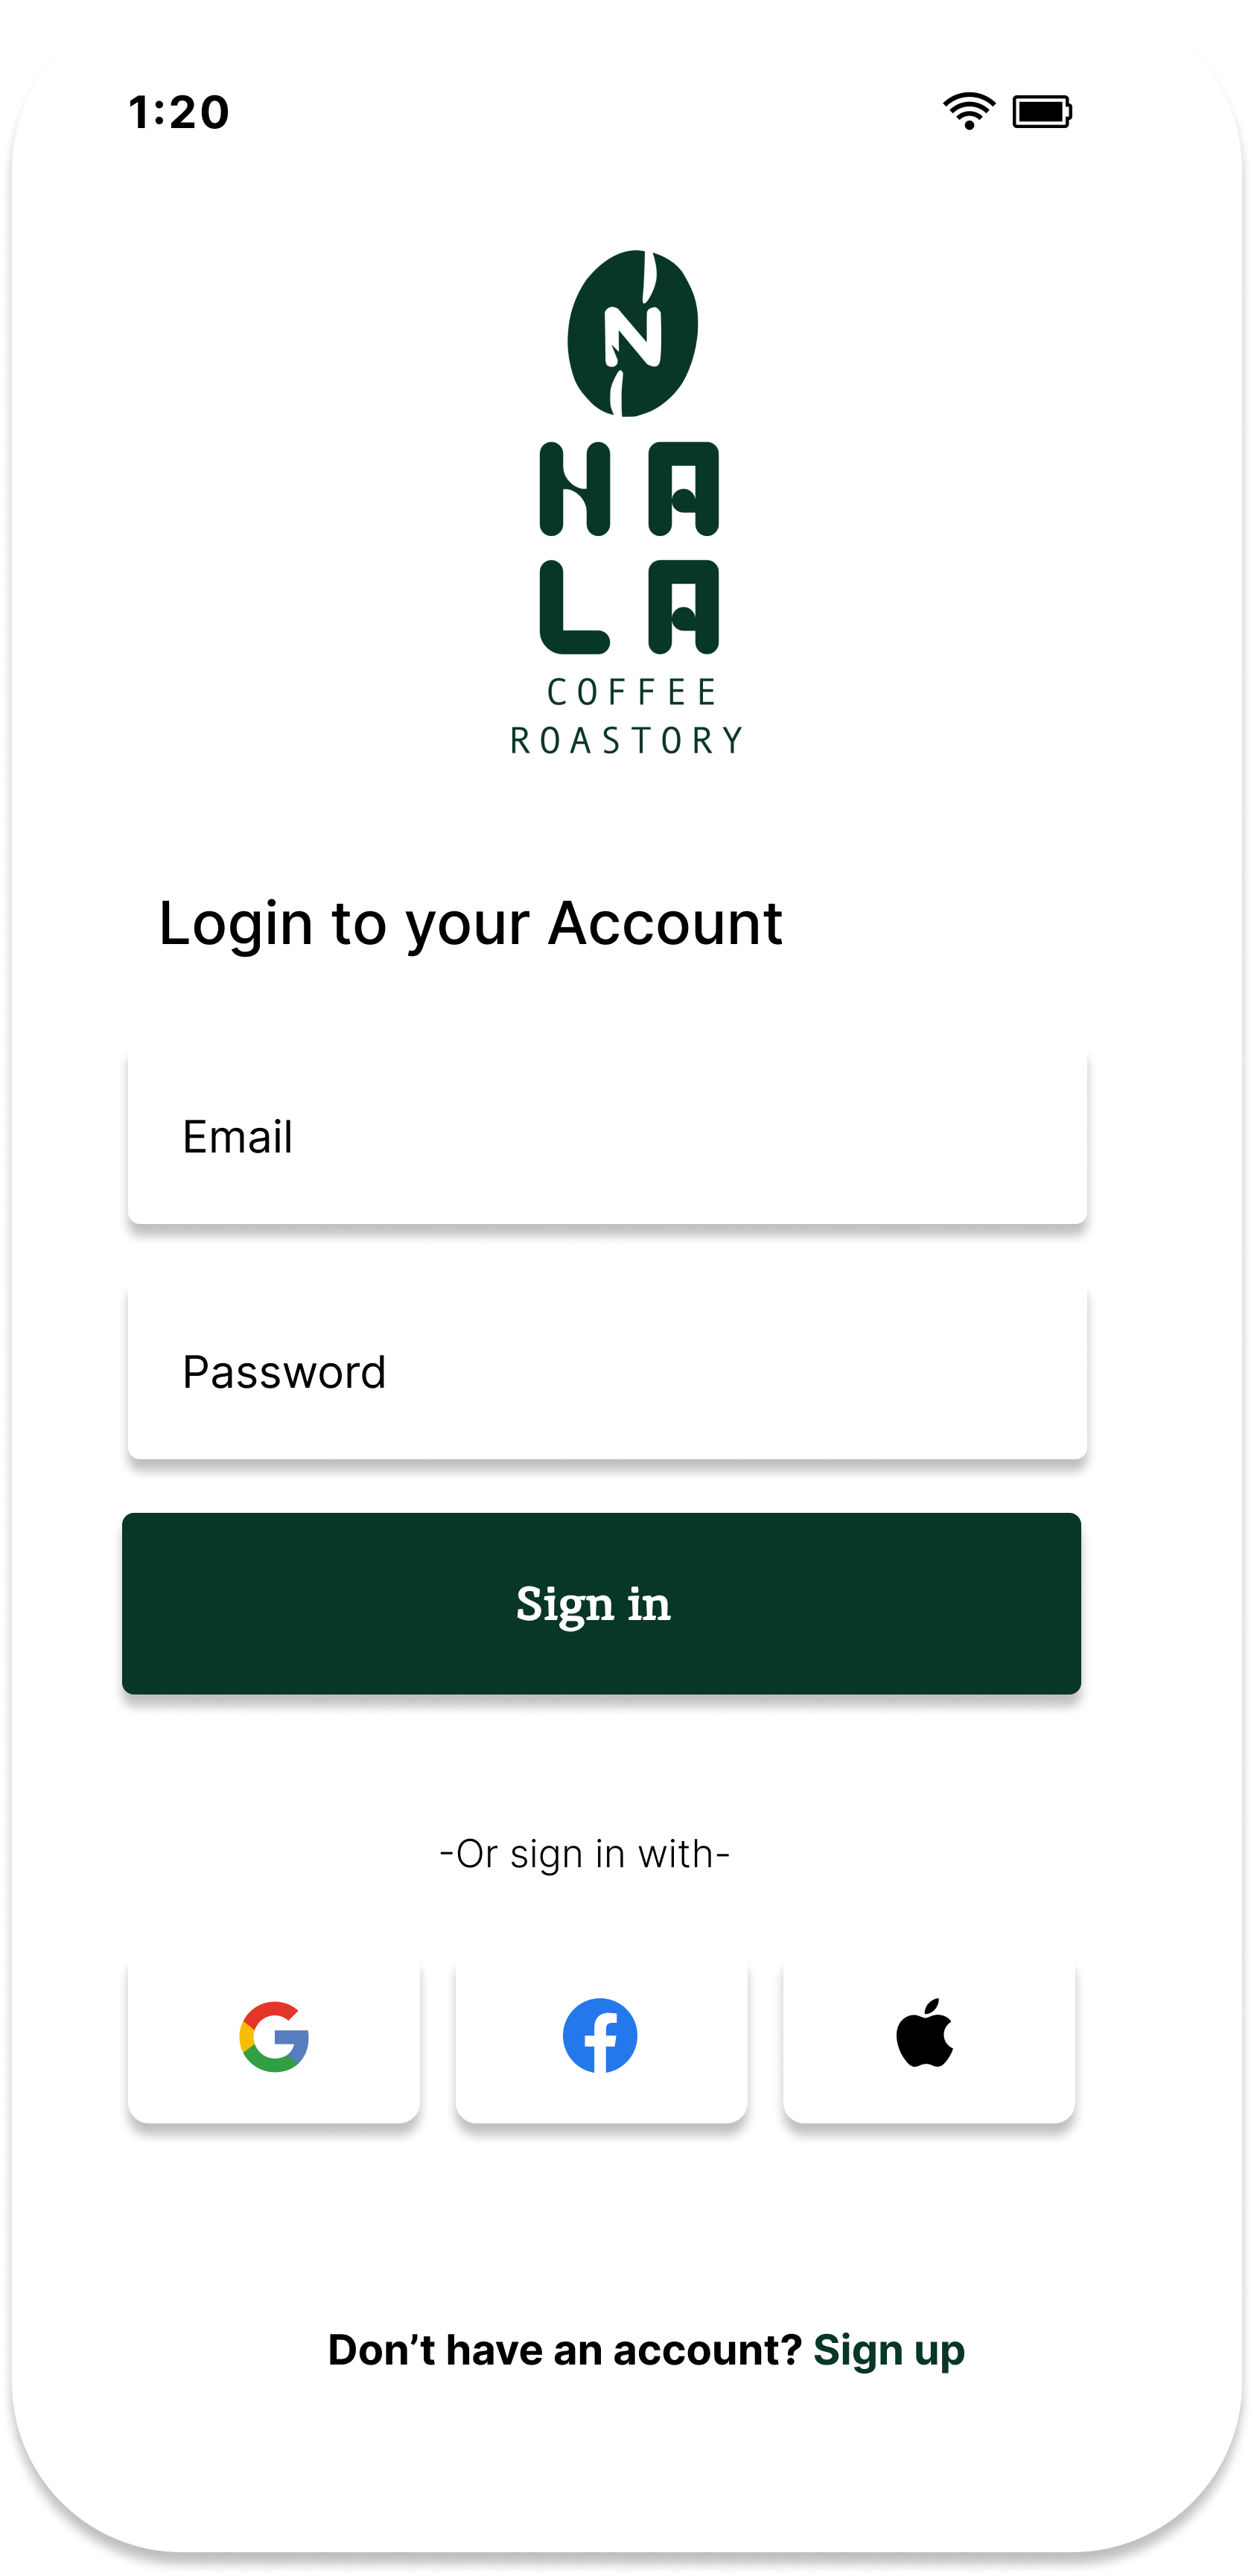 1:20
N
NA
LA
COFFEE
ROASTORY
Login to your Account
Email
Password
Sign in
-Or sign in with-
Don’t have an account? Sign up